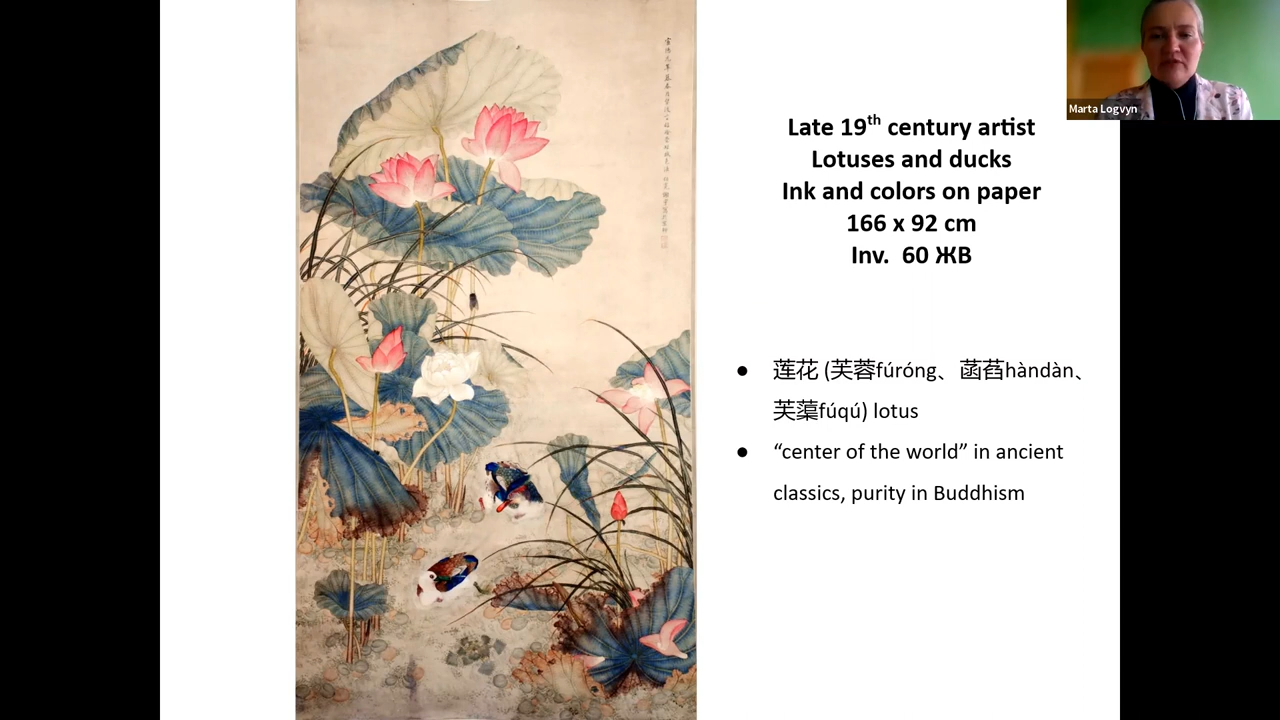 Marta Logvyn
Late 19th century artist
Lotuses and ducks
Ink and colors on paper
166 x 92 cm
Inv. 60 ЖВ
● 莲花 (芙蓉fúróng、菡萏hàndàn、
芙蕖fúqú) lotus
● “center of the world” in ancient
classics, purity in Buddhism